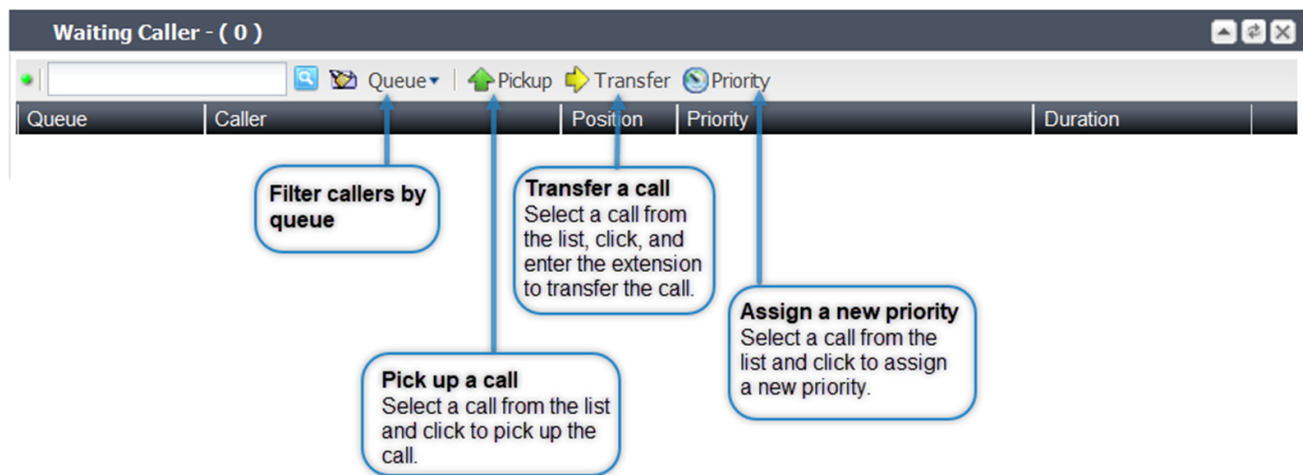 Waiting Caller - ( 0 )
Queue Pickup Transfer Priority
Queue Caller Position Priority Duration
Filter callers by
queue
Transfer a call
Select a call from
the list, click, and
enter the extension
to transfer the call.
Assign a new priority
Select a call from the
list and click to assign
a new priority.
Pick up a call
Select a call from the list
and click to pick up the
call.